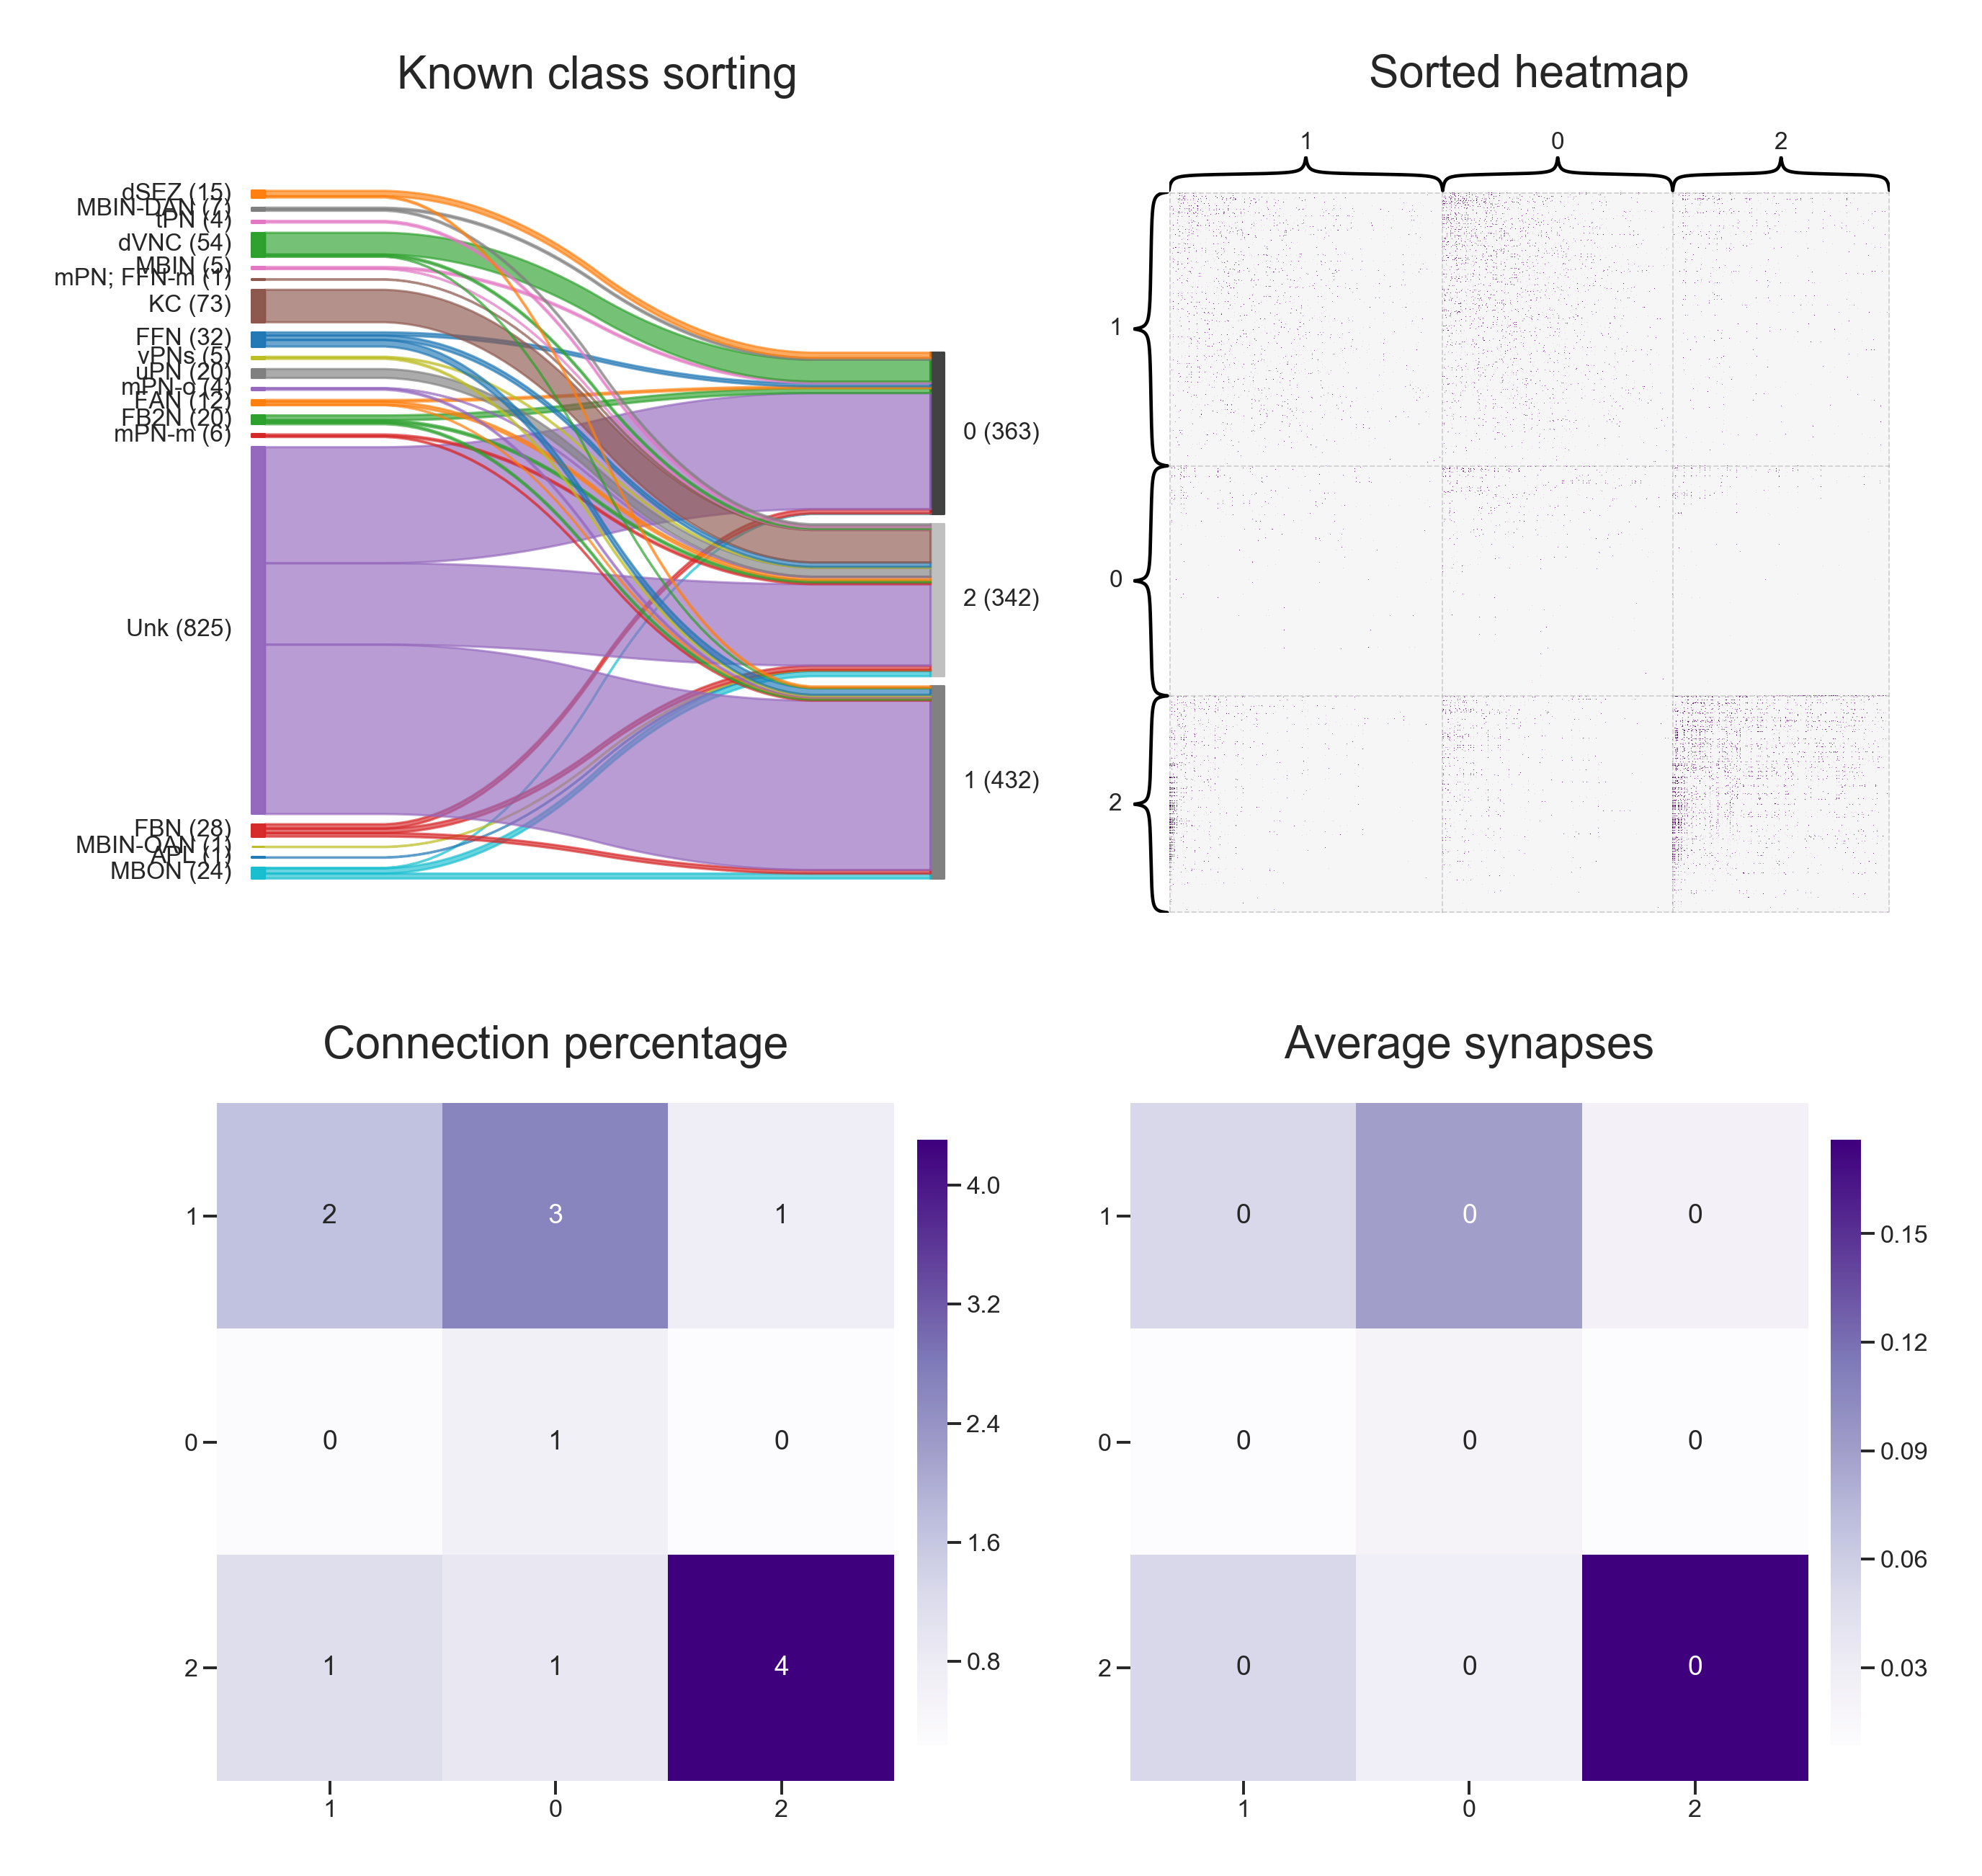 Known class sorting
dSEZ (15)
MBIN-DAN (7)
tPN (4)
dVNC (54)
MBIN (5)
mPN; FFN-m (1)
KC (73)
FFN (32)
vPNs (5)
uPN (20)
mPN-o (4)
FAN (12)
FB2N (20)
mPN-m (6)
Unk (825)
FBN (28)
MBIN-OAN (1)
APL (1)
MBON (24)
0 (363)
2 (342)
1 (432)
Sorted heatmap
1 0 2
1
0
2
Connection percentage
1 2 3 1
0 0 1 0
2 1 1 4
1 0 2
4.0
3.2
2.4
1.6
0.8
Average synapses
1 0 0 0
0 0 0 0
2 0 0 0
1 0 2
0.15
0.12
0.09
0.06
0.03